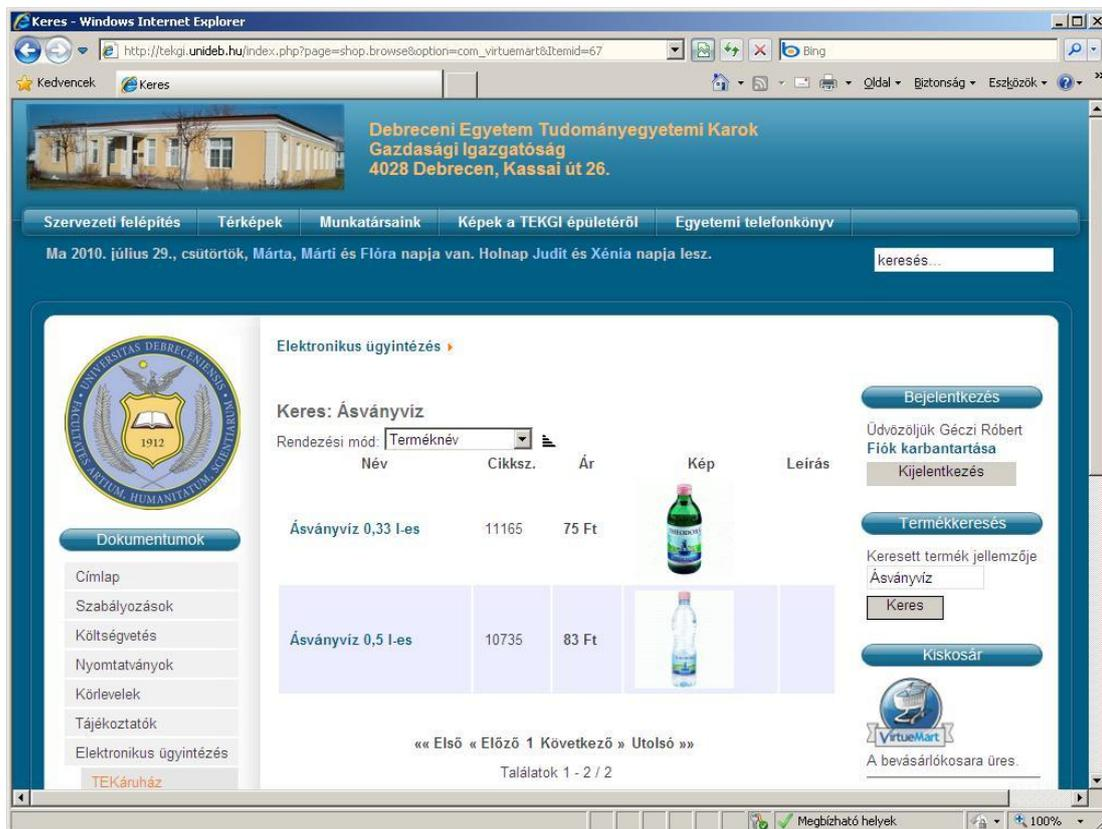 Keres - Windows Internet Explorer
http://tekgi.unideb.hu/index.php?page=shop.browse&option=com_virtuemart&Itemid=67
Bing
Kedvencek
Keres
Oldal
Biztonság
Eszközök
Debreceni Egyetem Tudományegyetemi Karok
Gazdasági Igazgatóság
4028 Debrecen, Kassai út 26.
Szervezeti felépítés
Térképek
Munkatársaink
Képek a TEKGI épületéről
Egyetemi telefonkönyv
Ma 2010. július 29., csütörtök, Márta, Márti és Flóra napja van. Holnap Judit és Xénia napja lesz.
keresés...
UNIVERSITAS DEBRECENIENSIS
FACULTATES ARTIUM, HUMANITATUM, SCIENTIARUM
1912
Dokumentumok
Címlap
Szabályozások
Költségvetés
Nyomtatványok
Körlevelek
Tájékoztatók
Elektronikus ügyintézés
TEKáruház
Elektronikus ügyintézés
Keres: Ásványvíz
Rendezési mód: Terméknév
Név Cikksz. Ár Kép Leírás
Ásványvíz 0,33 l-es 11165 75 Ft
Ásványvíz 0,5 l-es 10735 83 Ft
«« Első « Előző 1 Következő » Utolsó »»
Találatok 1 - 2 / 2
Bejelentkezés
Üdvözöljük Géczi Róbert
Fiók karbantartása
Kijelentkezés
Termékkeresés
Keresett termék jellemzője
Ásványvíz
Keres
Kiskosár
VirtueMart
A bevásárlókosara üres.
Megbízható helyek
100%